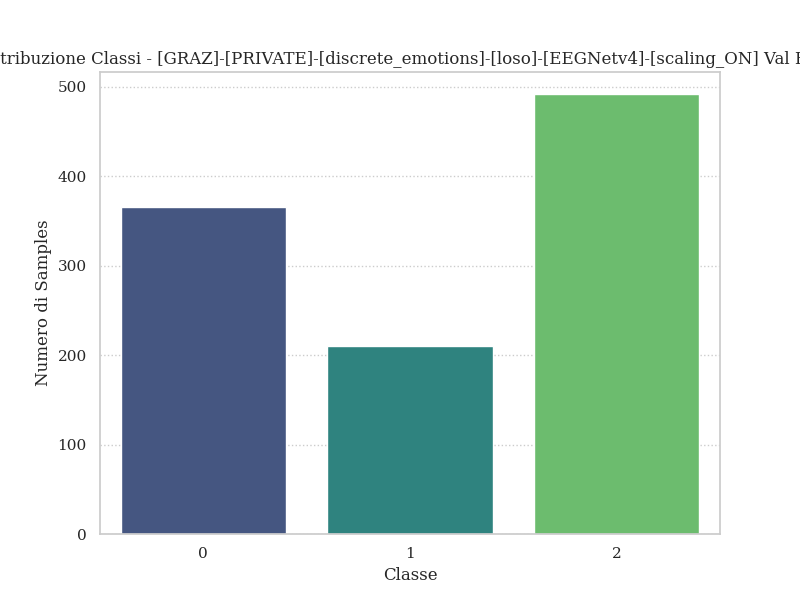 tribuzione Classi - [GRAZ]-[PRIVATE]-[discrete_emotions]-[loso]-[EEGNetv4]-[scaling_ON] Val
500
400
300
200
100
0
Numero di Samples
0 1 2
Classe